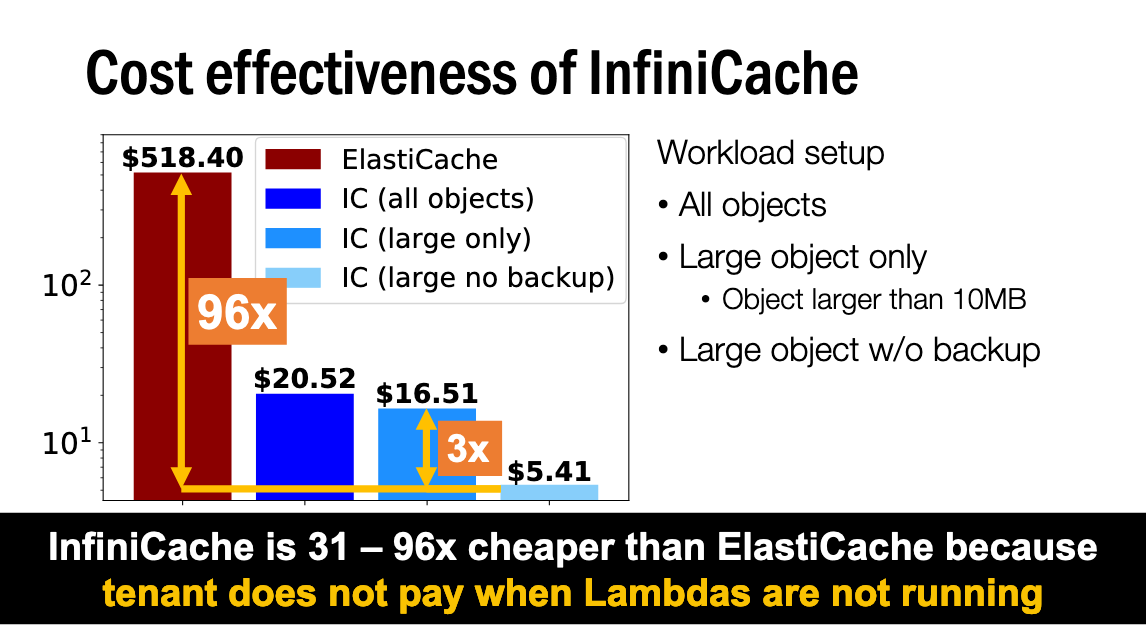 Cost effectiveness of InfiniCache
$518.40
ElastiCache
IC (all objects)
IC (large only)
IC (large no backup)
10²
96x
$20.52
$16.51
10¹
3x
$5.41
Workload setup
• All objects
• Large object only
• Object larger than 10MB
• Large object w/o backup
InfiniCache is 31 – 96x cheaper than ElastiCache because
tenant does not pay when Lambdas are not running